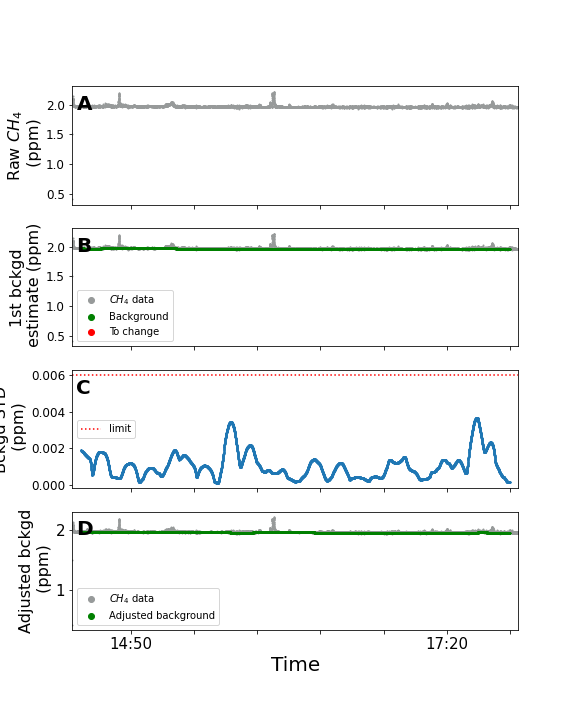 A
Raw CH4
(ppm)
2.0
1.5
1.0
0.5
B
1st bckgd
estimate (ppm)
2.0
1.5
1.0
0.5
CH4 data
Background
To change
C
STD
(ppm)
0.006
0.004
0.002
0.000
limit
D
Adjusted bckgd
(ppm)
2
1
CH4 data
Adjusted background
14:50
17:20
Time